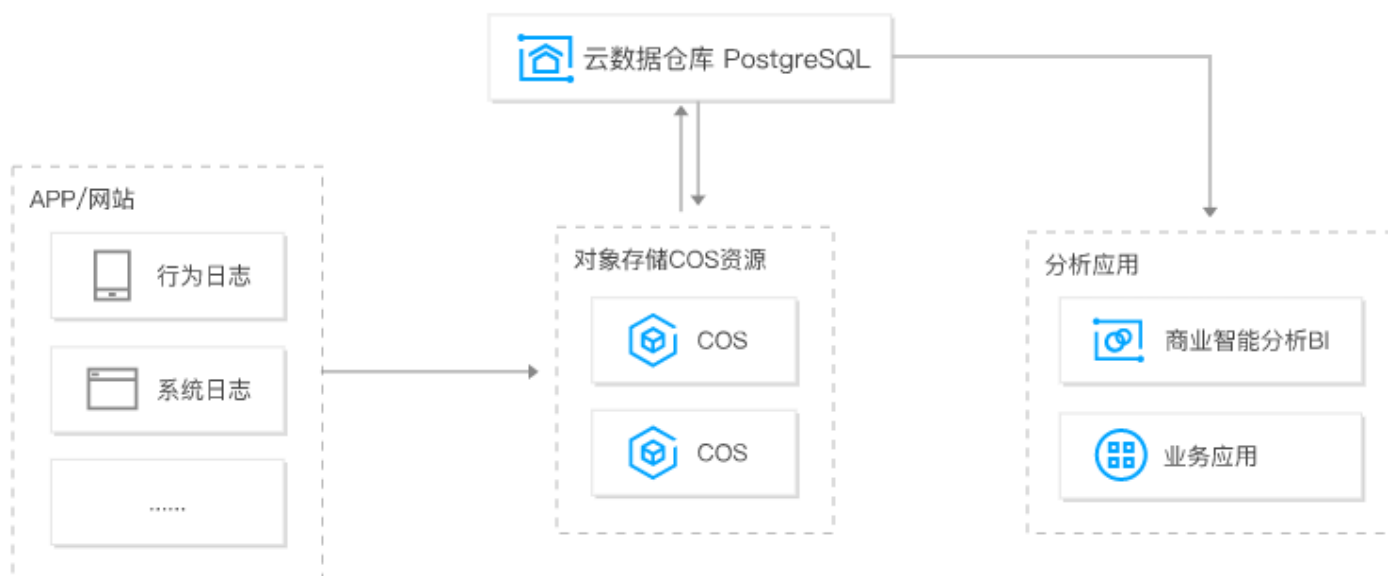 云数据仓库 PostgreSQL
APP/网站
行为日志
系统日志
......
对象存储COS资源
COS
COS
分析应用
商业智能分析BI
业务应用